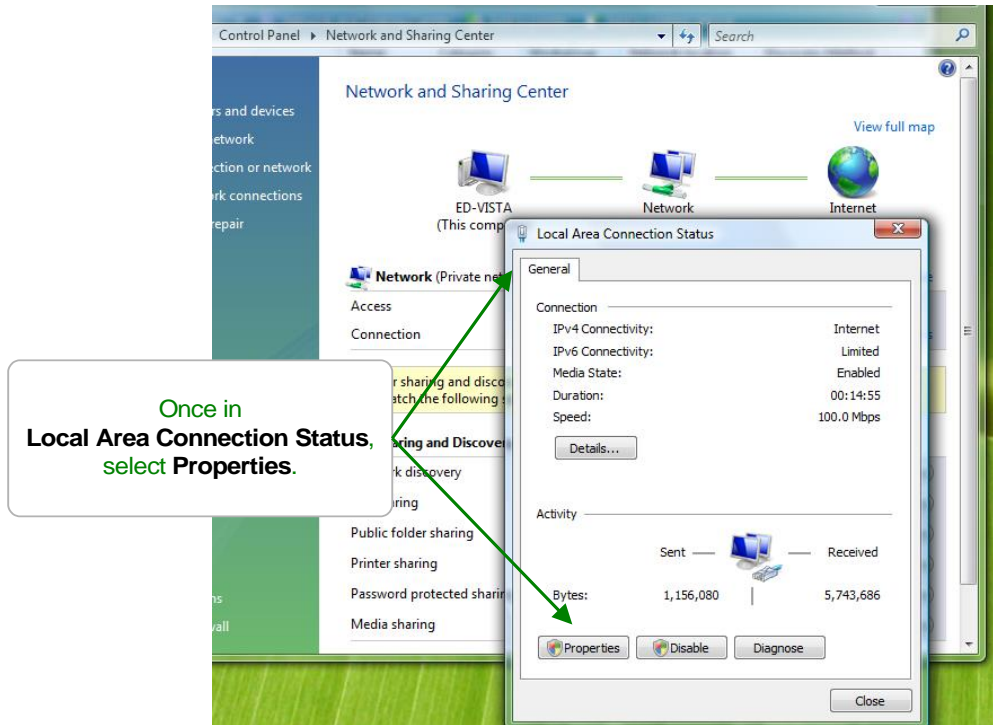 Control Panel ▸ Network and Sharing Center
Search
Network and Sharing Center
rs and devices
View full map
etwork
ction or network
rk connections
repair
ED-VISTA
Network
Internet
(This comp
Local Area Connection Status
General
Network (Private net
Access
Connection
Connection
IPv4 Connectivity: Internet
IPv6 Connectivity: Limited
Media State: Enabled
Duration: 00:14:55
Speed: 100.0 Mbps
Details...
r sharing and disco
atch the following s
Once in
Local Area Connection Status,
select Properties.
aring and Discove
rk discovery
ring
Public folder sharing
Printer sharing
Password protected sharin
Media sharing
Activity
Sent
Received
Bytes: 1,156,080 5,743,686
ns
wall
Properties
Disable
Diagnose
Close